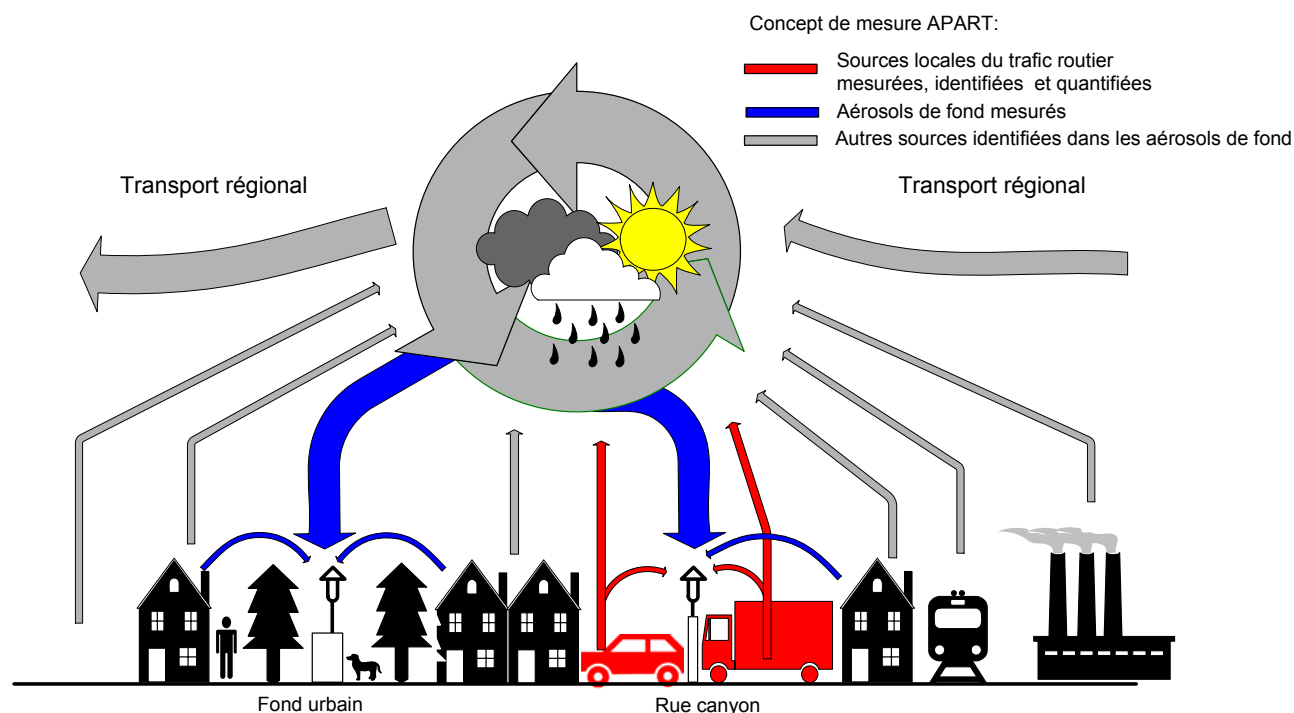 Concept de mesure APART:
Sources locales du trafic routier
mesurées, identifiées et quantifiées
Aérosols de fond mesurés
Autres sources identifiées dans les aérosols de fond
Transport régional
Transport régional
Fond urbain
Rue canyon